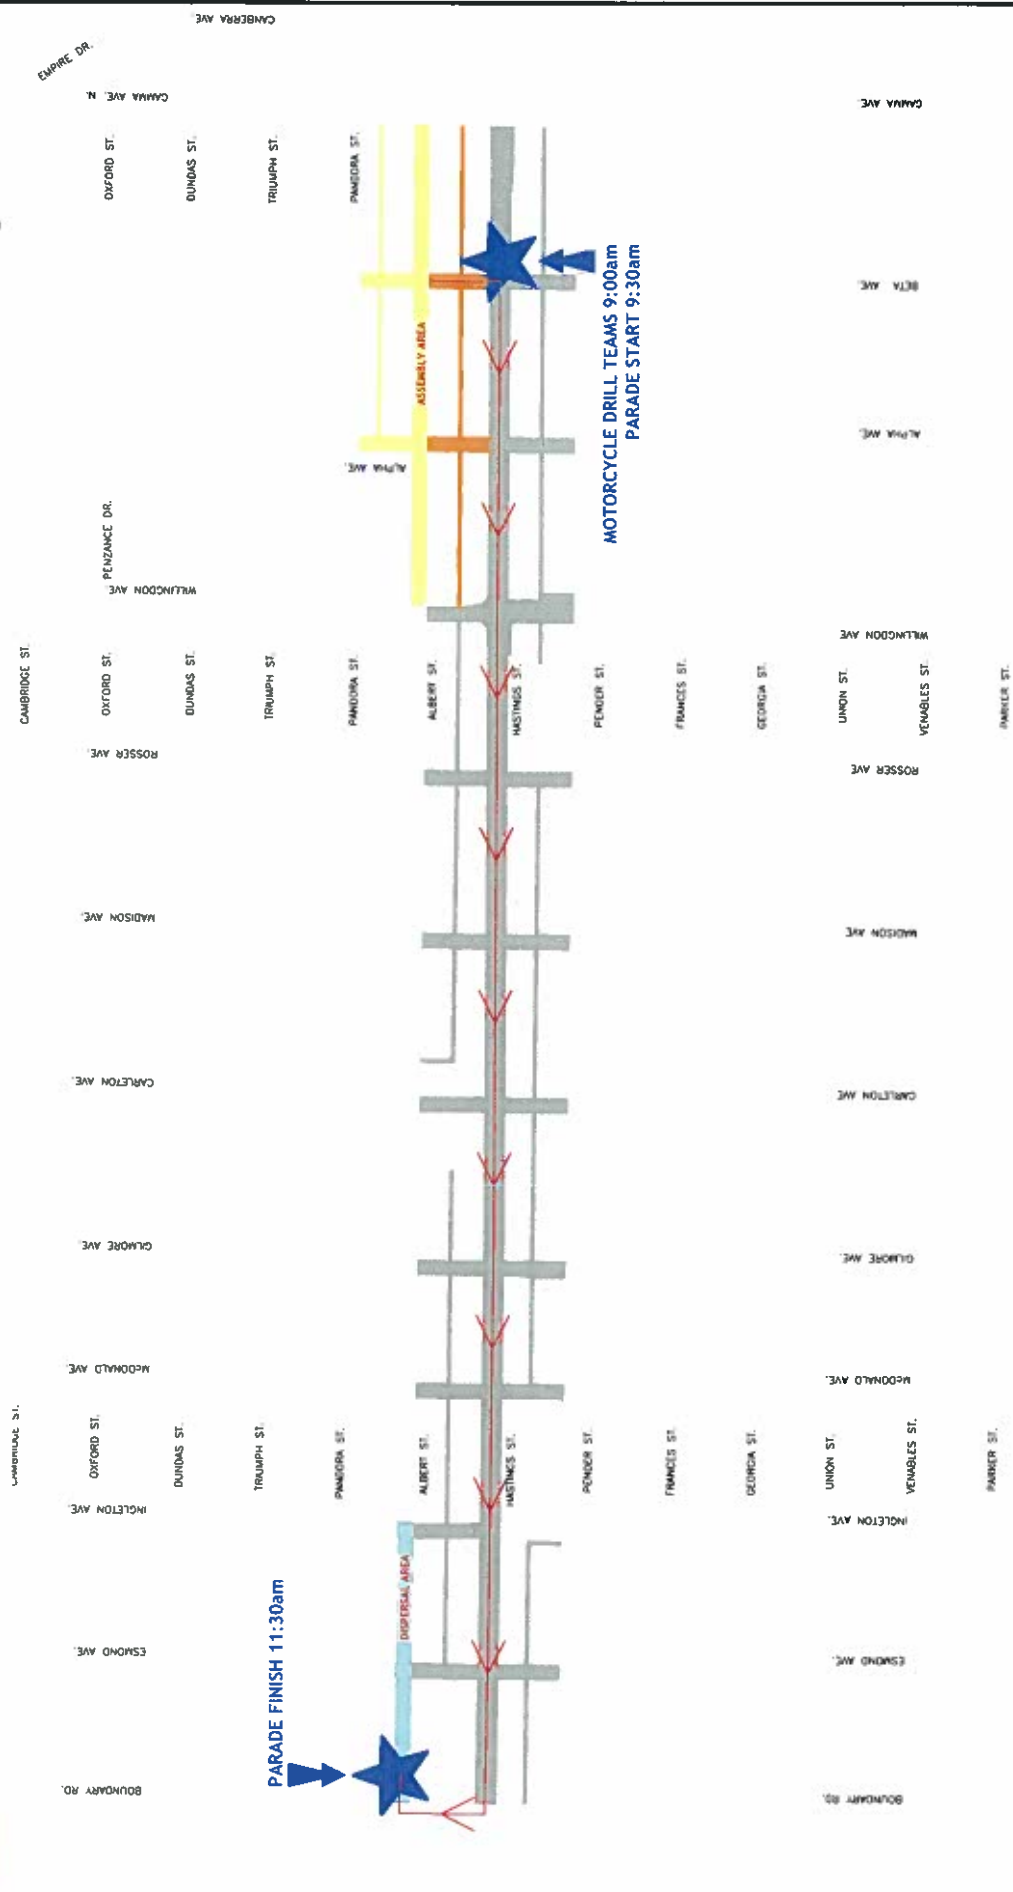 CANBERRA AVE
EMPIRE DR.
GAMMA AVE. N.
GAMMA AVE.
OXFORD ST.
DUNDAS ST.
TRIUMPH ST.
PANDORA ST.
BETA AVE.
MOTORCYCLE DRILL TEAMS 9:00am
PARADE START 9:30am
ASSEMBLY AREA
ALPHA AVE.
ALPHA AVE.
PENZANCE DR.
WILLINGDON AVE
WILLINGDON AVE
CAMBRIDGE ST.
OXFORD ST.
DUNDAS ST.
TRIUMPH ST.
PANDORA ST.
ALBERT ST.
HASTINGS ST.
PENDER ST.
FRANCES ST.
GEORGIA ST.
UNION ST.
VENABLES ST.
PARKER ST.
ROSSER AVE.
ROSSER AVE
MADISON AVE.
MADISON AVE
CARLETON AVE.
CARLETON AVE
GILMORE AVE.
GILMORE AVE.
McDONALD AVE.
McDONALD AVE.
CAMBRIDGE ST.
OXFORD ST.
DUNDAS ST.
TRIUMPH ST.
PANDORA ST.
ALBERT ST.
HASTINGS ST.
PENDER ST.
FRANCES ST.
GEORGIA ST.
UNION ST.
VENABLES ST.
PARKER ST.
INGLETON AVE.
INGLETON AVE.
DISPERSAL AREA
PARADE FINISH 11:30am
ESMOND AVE.
ESMOND AVE.
BOUNDARY RD.
BOUNDARY RD.